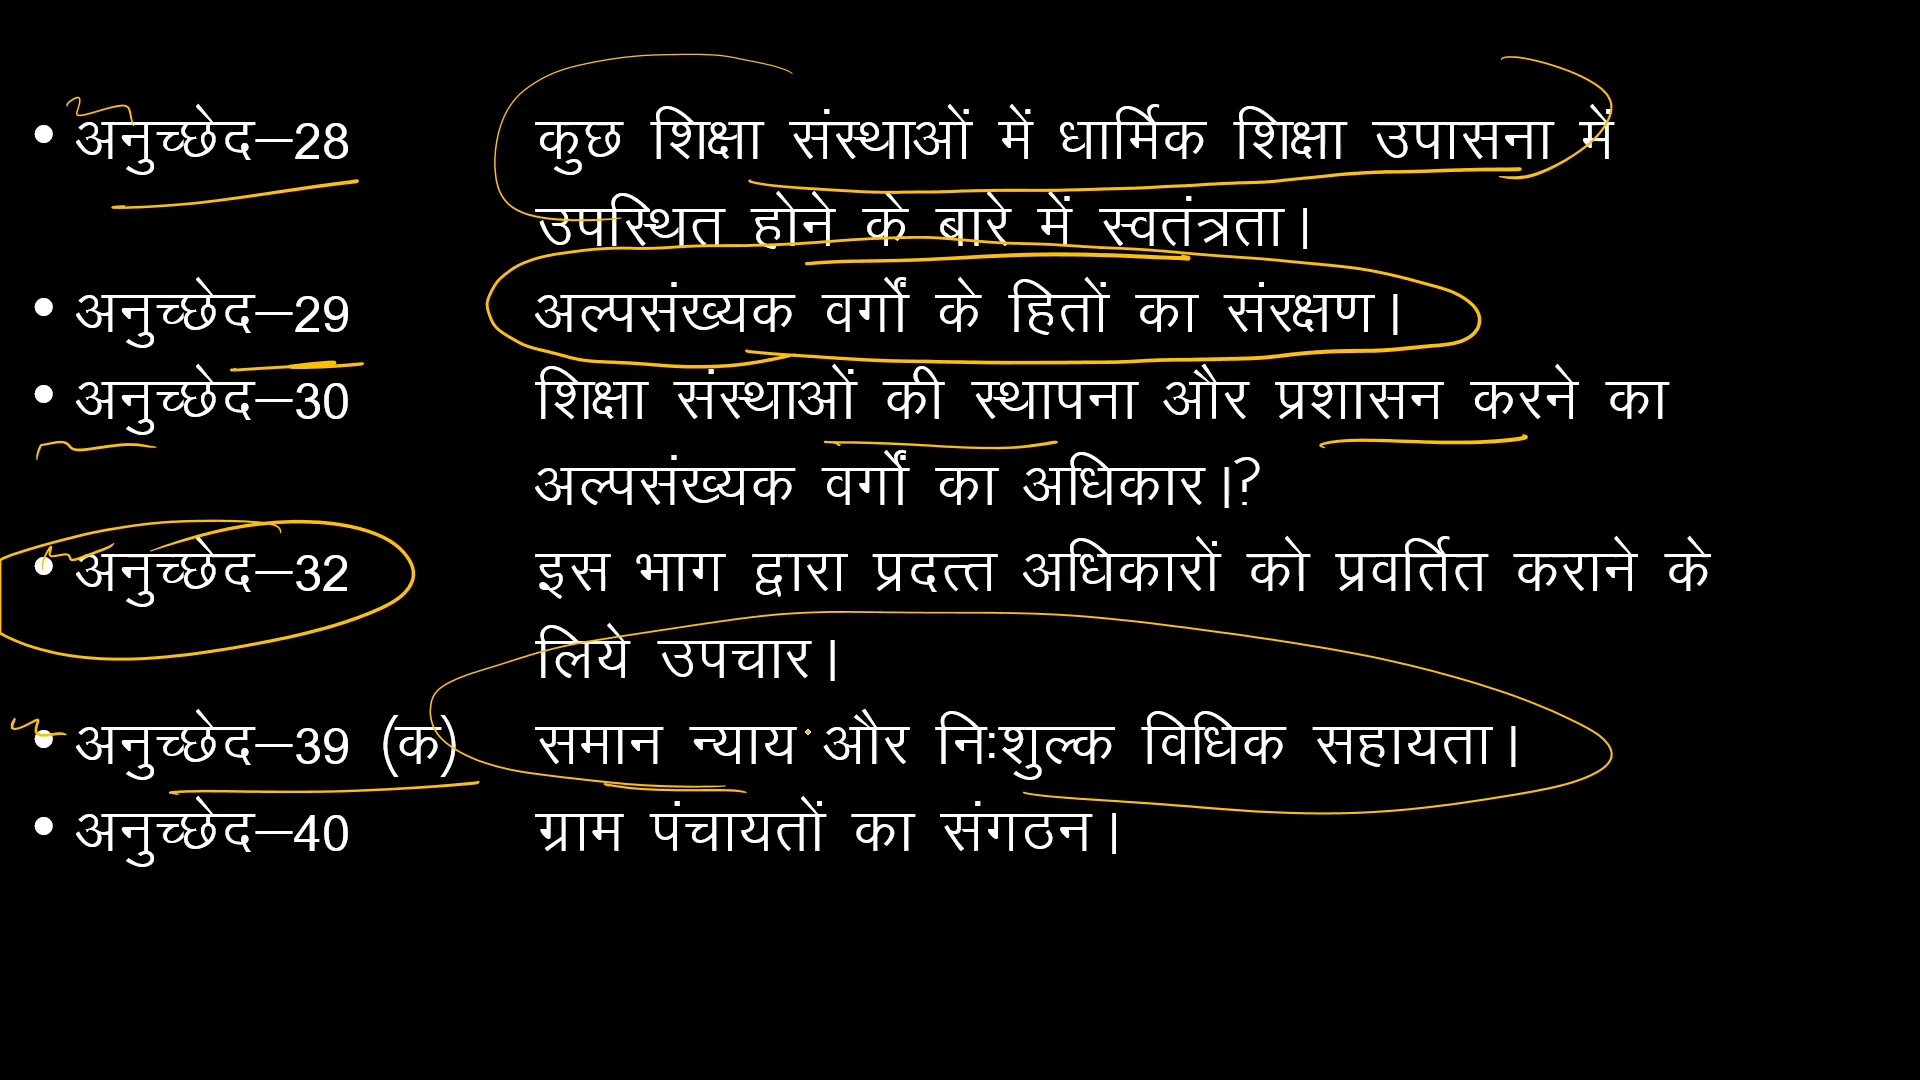 • अनुच्छेद–28 कुछ शिक्षा संस्थाओं में धार्मिक शिक्षा उपासना में
उपस्थित होने के बारे में स्वतंत्रता।
• अनुच्छेद–29 अल्पसंख्यक वर्गों के हितों का संरक्षण।
• अनुच्छेद–30 शिक्षा संस्थाओं की स्थापना और प्रशासन करने का
अल्पसंख्यक वर्गों का अधिकार।?
• अनुच्छेद–32 इस भाग द्वारा प्रदत्त अधिकारों को प्रवर्तित कराने के
लिये उपचार।
• अनुच्छेद–39 (क) समान न्याय और निःशुल्क विधिक सहायता।
• अनुच्छेद–40 ग्राम पंचायतों का संगठन।